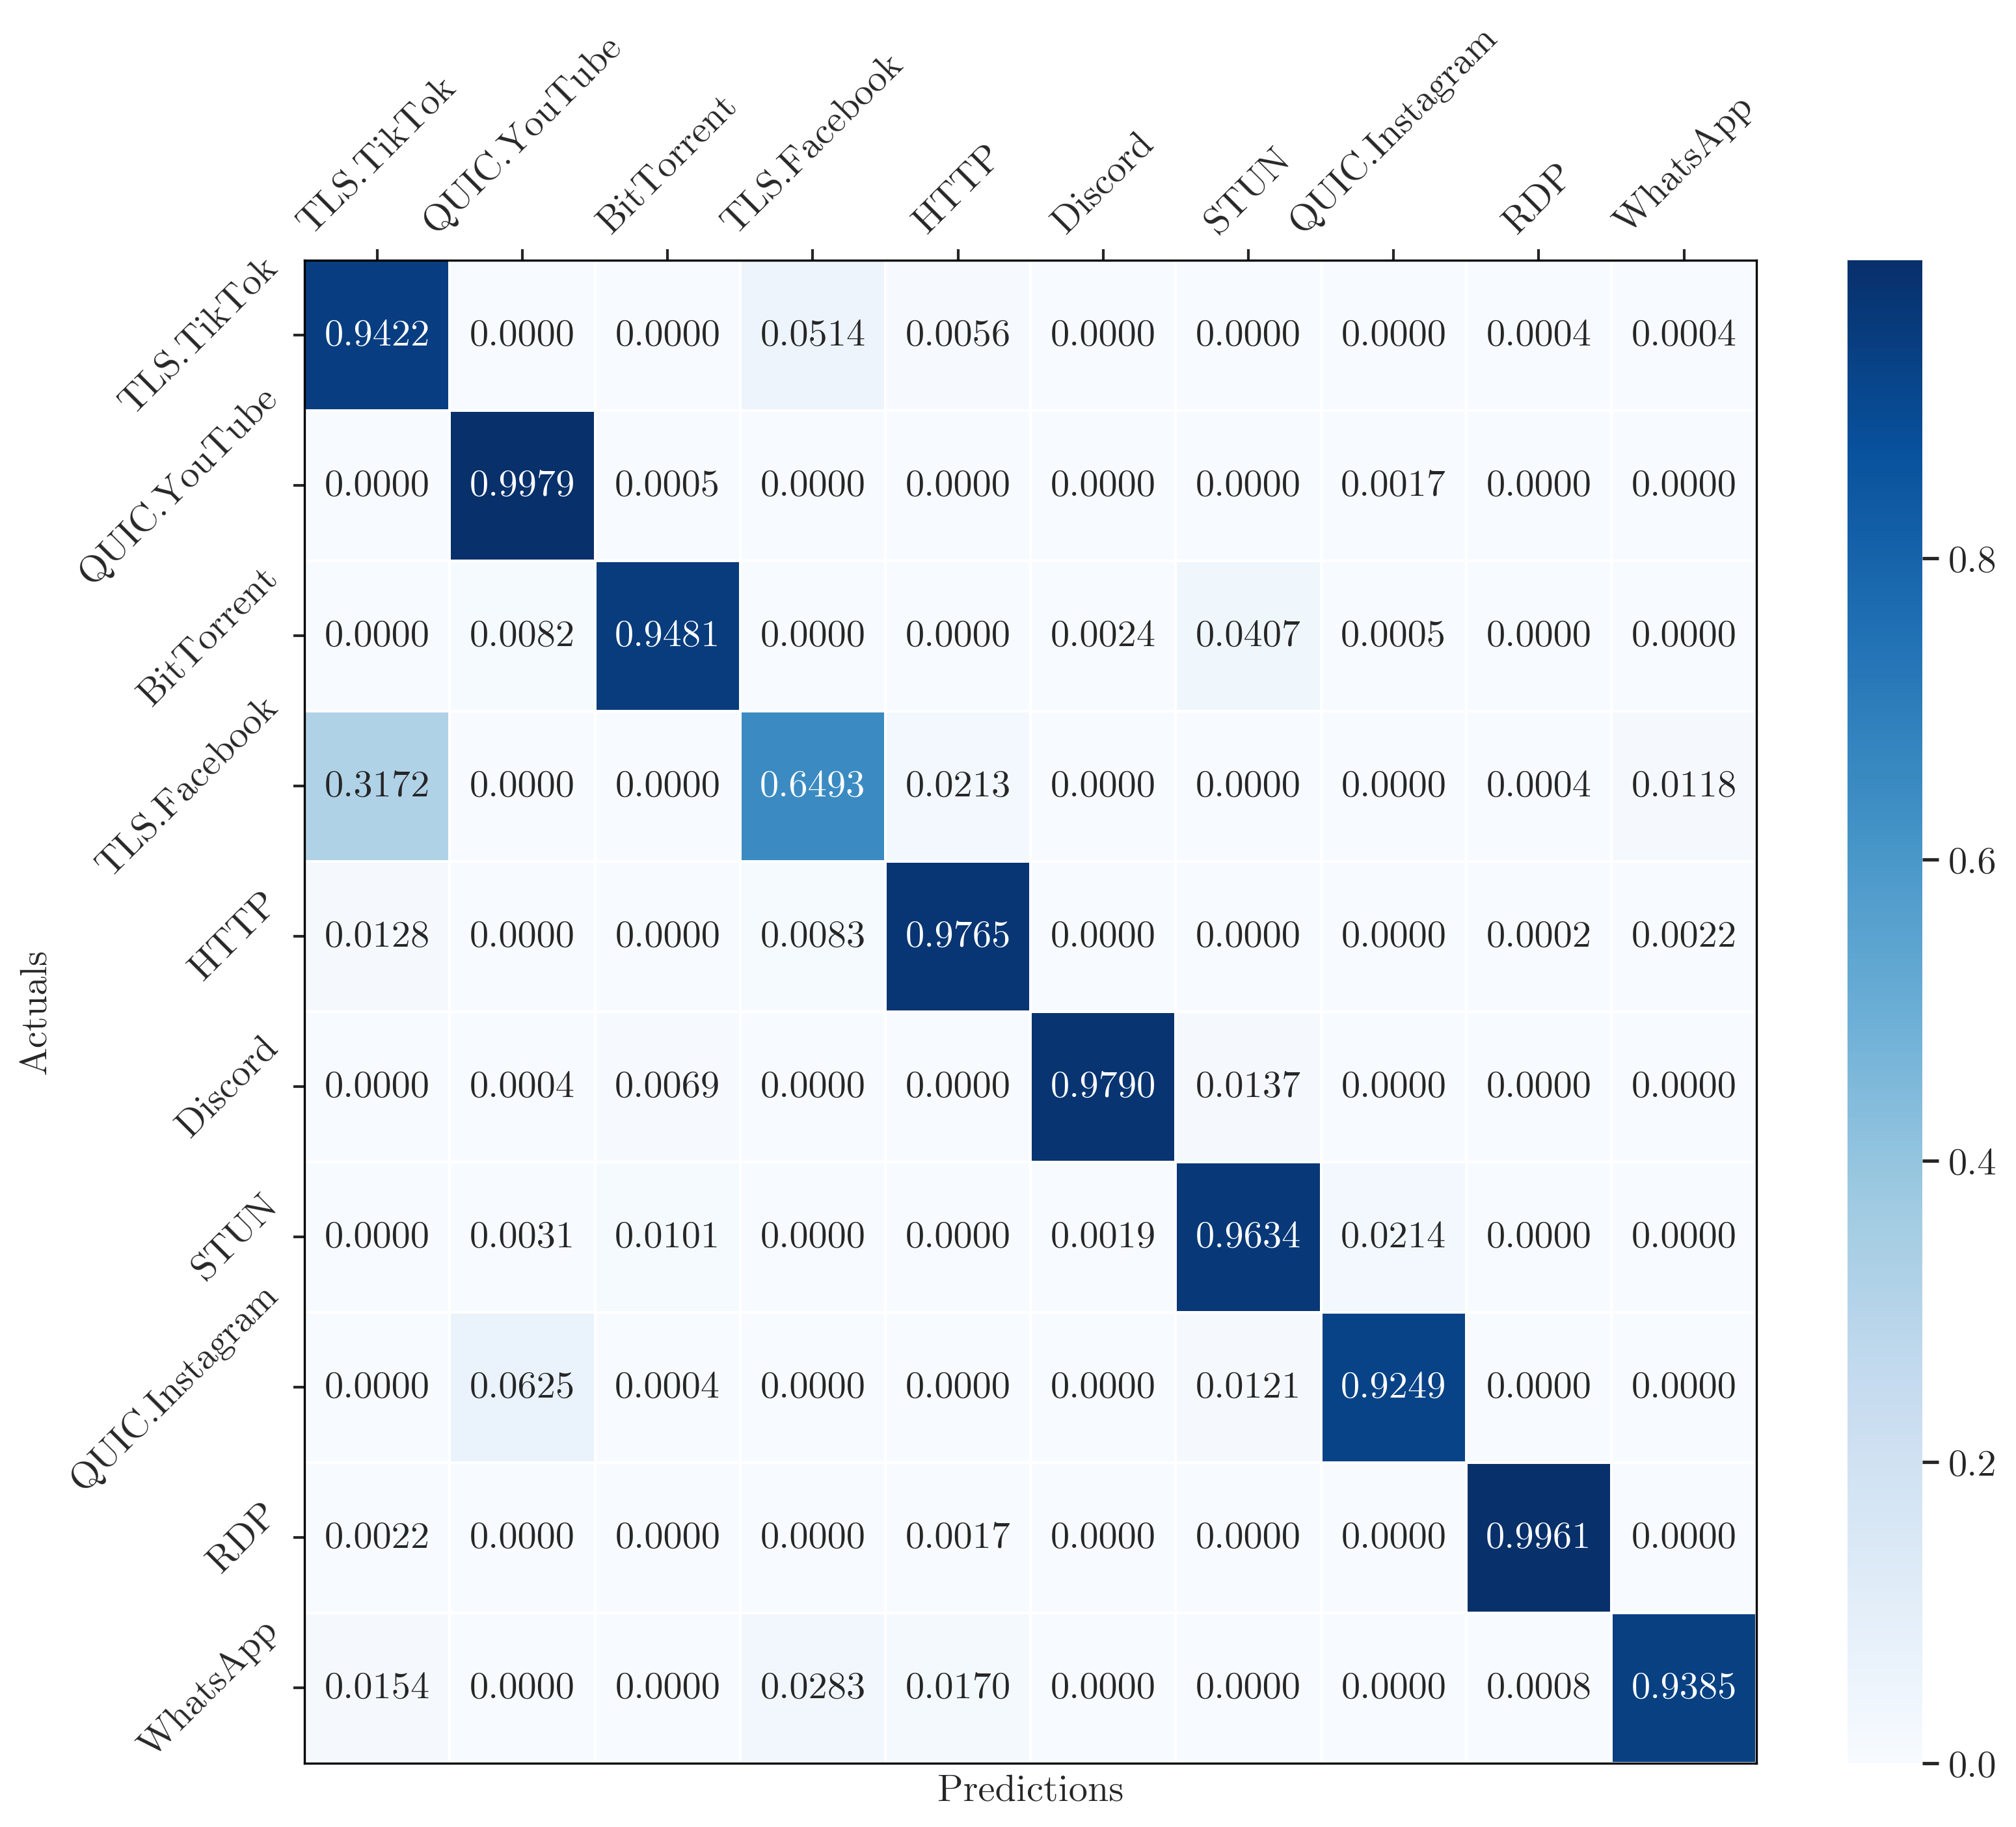 TLS.TikTok QUIC.YouTube BitTorrent TLS.Facebook HTTP Discord STUN QUIC.Instagram RDP WhatsApp
TLS.TikTok 0.9422 0.0000 0.0000 0.0514 0.0056 0.0000 0.0000 0.0000 0.0004 0.0004
QUIC.YouTube 0.0000 0.9979 0.0005 0.0000 0.0000 0.0000 0.0000 0.0017 0.0000 0.0000
0.8
BitTorrent 0.0000 0.0082 0.9481 0.0000 0.0000 0.0024 0.0407 0.0005 0.0000 0.0000
TLS.Facebook 0.3172 0.0000 0.0000 0.6493 0.0213 0.0000 0.0000 0.0000 0.0004 0.0118
0.6
HTTP 0.0128 0.0000 0.0000 0.0083 0.9765 0.0000 0.0000 0.0000 0.0002 0.0022
Actuals
Discord 0.0000 0.0004 0.0069 0.0000 0.0000 0.9790 0.0137 0.0000 0.0000 0.0000
0.4
STUN 0.0000 0.0031 0.0101 0.0000 0.0000 0.0019 0.9634 0.0214 0.0000 0.0000
QUIC.Instagram 0.0000 0.0625 0.0004 0.0000 0.0000 0.0000 0.0121 0.9249 0.0000 0.0000
0.2
RDP 0.0022 0.0000 0.0000 0.0000 0.0017 0.0000 0.0000 0.0000 0.9961 0.0000
WhatsApp 0.0154 0.0000 0.0000 0.0283 0.0170 0.0000 0.0000 0.0000 0.0008 0.9385
0.0
Predictions